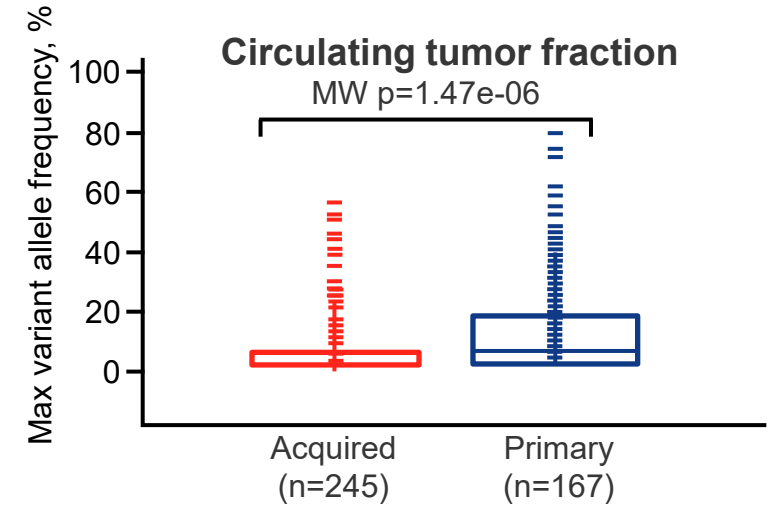 Circulating tumor fraction
MW p=1.47e-06
Max variant allele frequency, %
100
80
60
40
20
0
Acquired
(n=245)
Primary
(n=167)